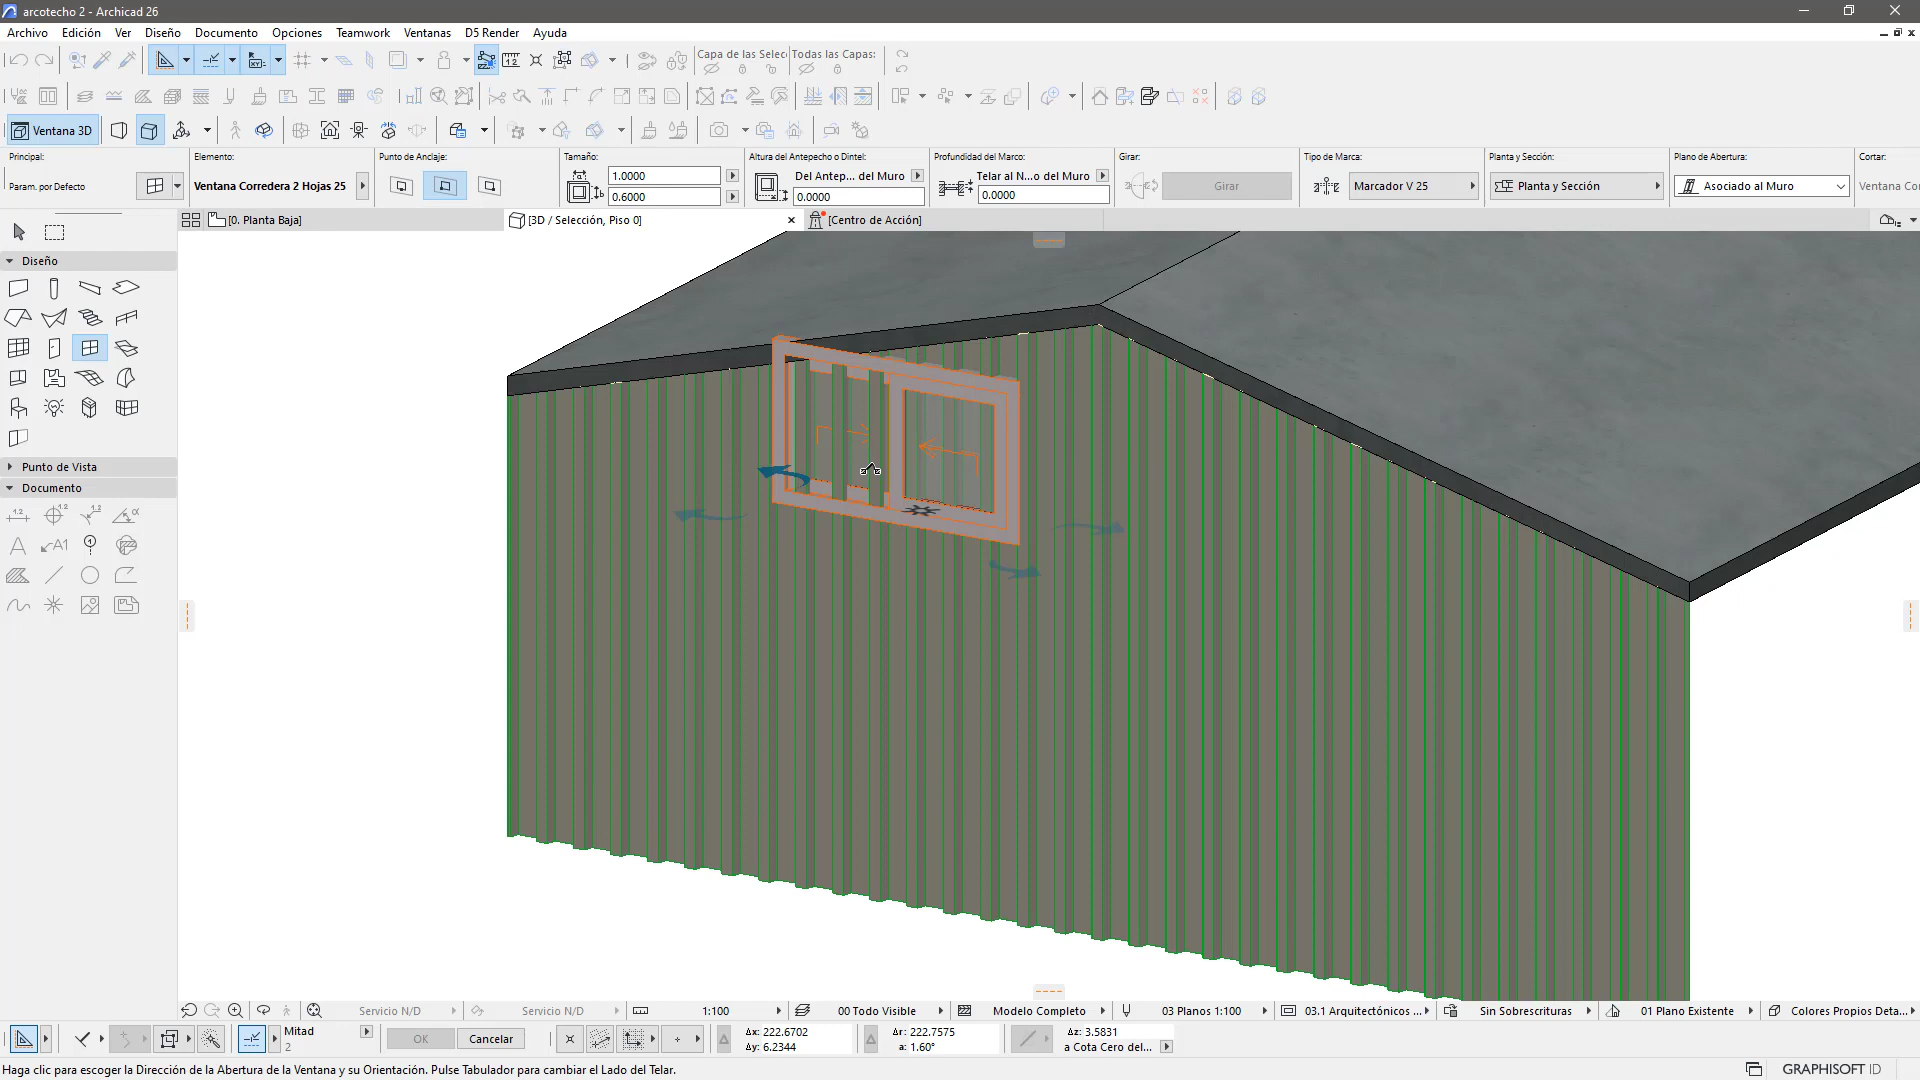 arcotecho 2 - Archicad 26
Archivo Edición Ver Diseño Documento Opciones Teamwork Ventanas D5 Render Ayuda
Capa de las Selec Todas las Capas:
Ventana 3D
Principal: Elemento: Punto de Anclaje: Tamaño: Altura del Antepecho o Dintel: Profundidad del Marco: Girar: Tipo de Marca: Planta y Sección: Plano de Abertura: Cortar:
Param. por Defecto
Ventana Corredera 2 Hojas 25
1.0000
0.6000
Del Antep... del Muro
0.0000
Telar al N...o del Muro
0.0000
Girar
Marcador V 25
Planta y Sección
Asociado al Muro
Ventana Co
[0. Planta Baja]
[3D / Selección, Piso 0]
[Centro de Acción]
Diseño
Punto de Vista
Documento
Servicio N/D Servicio N/D 1:100 00 Todo Visible Modelo Completo 03 Planos 1:100 03.1 Arquitectónicos ... Sin Sobrescrituras 01 Plano Existente Colores Propios Deta...
Mitad
2
OK Cancelar
Δx: 222.6702
Δy: 6.2344
Δr: 222.7575
a: 1.60°
Δz: 3.5831
a Cota Cero del...
Haga clic para escoger la Dirección de la Abertura de la Ventana y su Orientación. Pulse Tabulador para cambiar el Lado del Telar.
GRAPHISOFT ID